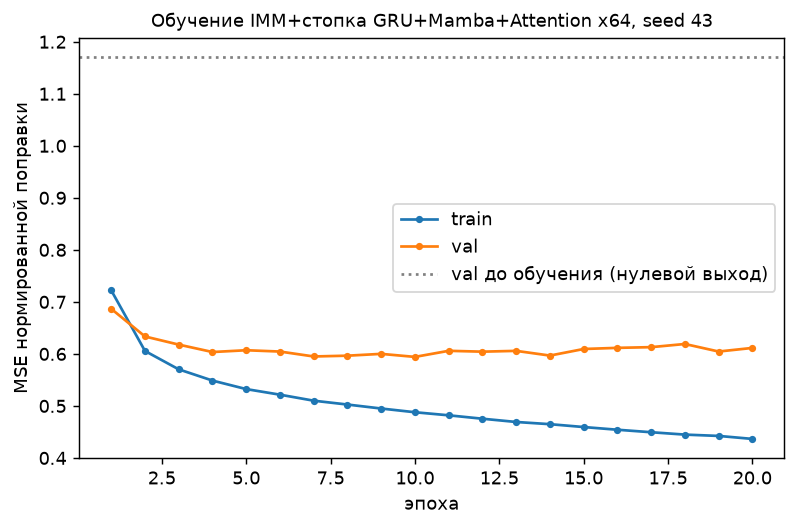 Обучение IMM+стопка GRU+Mamba+Attention x64, seed 43
MSE нормированной поправки
1.2
1.1
1.0
0.9
0.8
0.7
0.6
0.5
0.4
train
val
val до обучения (нулевой выход)
2.5 5.0 7.5 10.0 12.5 15.0 17.5 20.0
эпоха